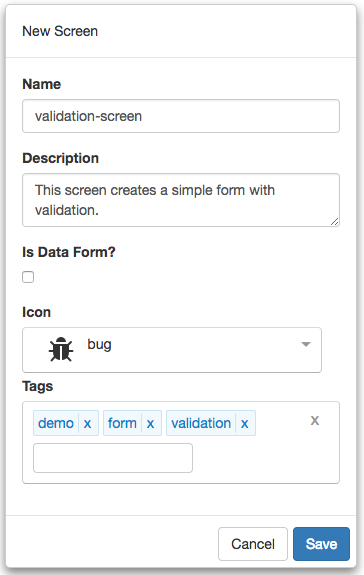 New Screen
Name
validation-screen
Description
This screen creates a simple form with
validation.
Is Data Form?
Icon
bug
Tags
demo x form x validation x x
Cancel Save